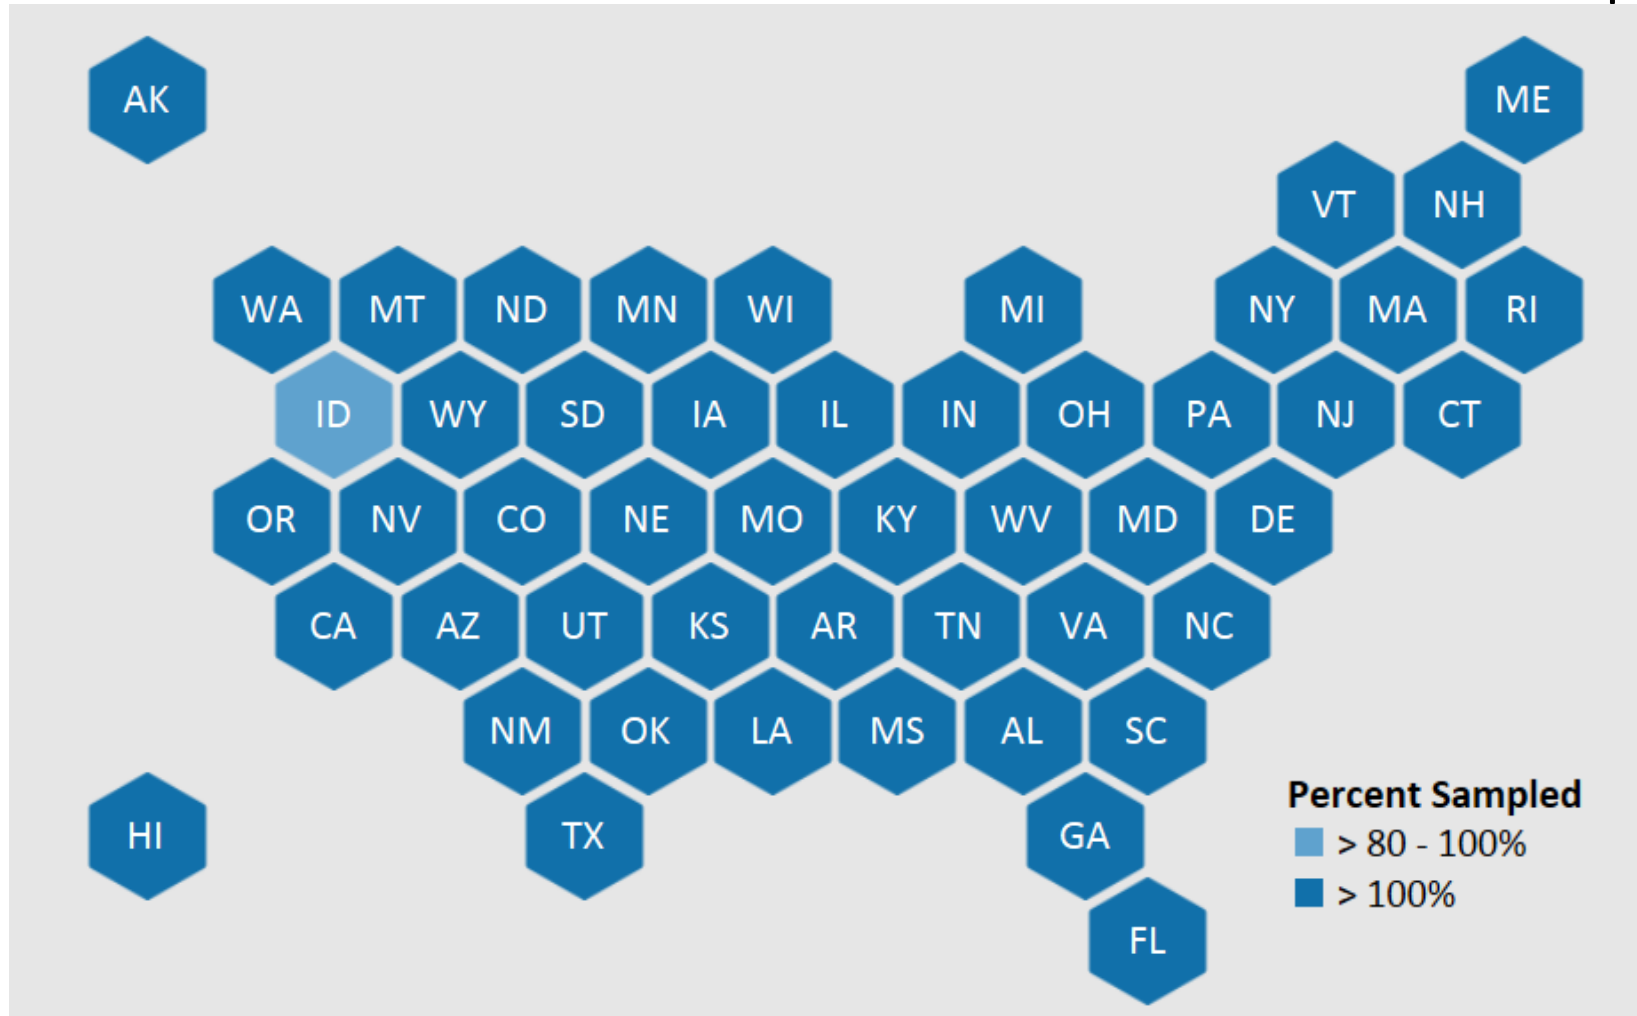 AK
ME
VT
NH
WA
MT
ND
MN
WI
MI
NY
MA
RI
ID
WY
SD
IA
IL
IN
OH
PA
NJ
CT
OR
NV
CO
NE
MO
KY
WV
MD
DE
CA
AZ
UT
KS
AR
TN
VA
NC
NM
OK
LA
MS
AL
SC
HI
TX
GA
FL
Percent Sampled
> 80 - 100%
> 100%